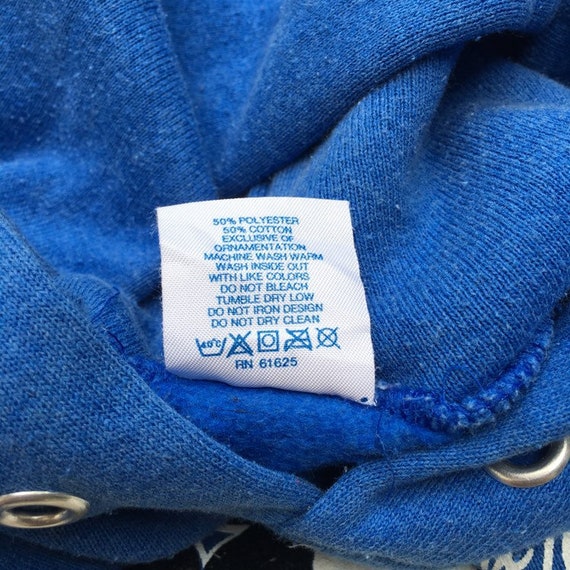 50% POLYESTER
50% COTTON
EXCLUSIVE OF
ORNAMENTATION
MACHINE WASH WARM
WASH INSIDE OUT
WITH LIKE COLORS
DO NOT BLEACH
TUMBLE DRY LOW
DO NOT IRON DESIGN
DO NOT DRY CLEAN
40°C
RN 61625